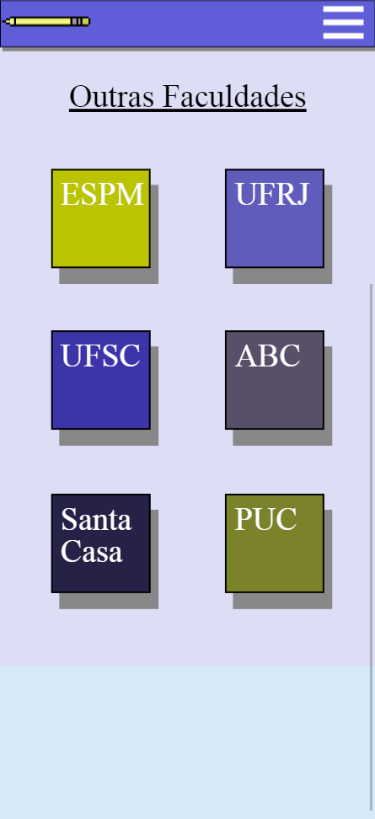 Outras Faculdades
ESPM
UFRJ
UFSC
ABC
Santa
Casa
PUC